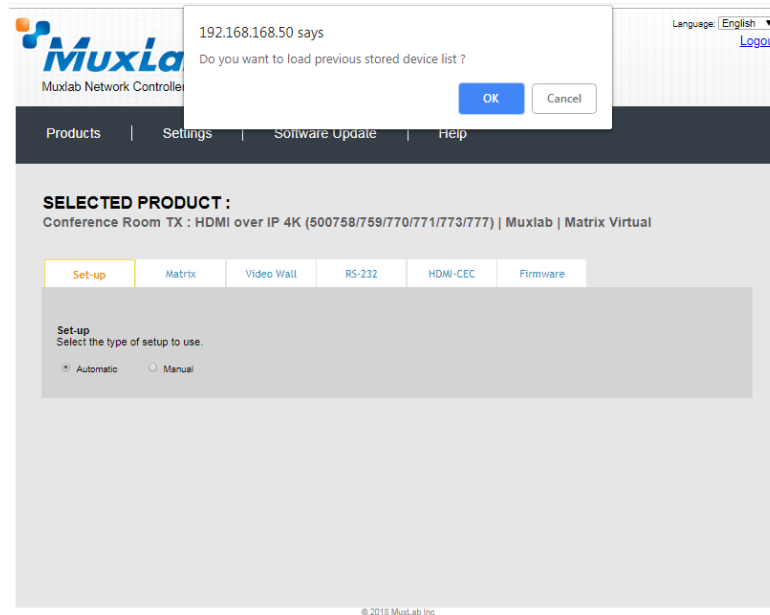 192.168.168.50 says
Do you want to load previous stored device list ?
OK Cancel
Language: English
Logou
MuxLa
Muxlab Network Controller
Products | Settings | Software Update | Help
SELECTED PRODUCT :
Conference Room TX : HDMI over IP 4K (500758/759/770/771/773/777) | Muxlab | Matrix Virtual
Set-up Matrix Video Wall RS-232 HDMI-CEC Firmware
Set-up
Select the type of setup to use.
Automatic Manual
© 2018 MuxLab Inc